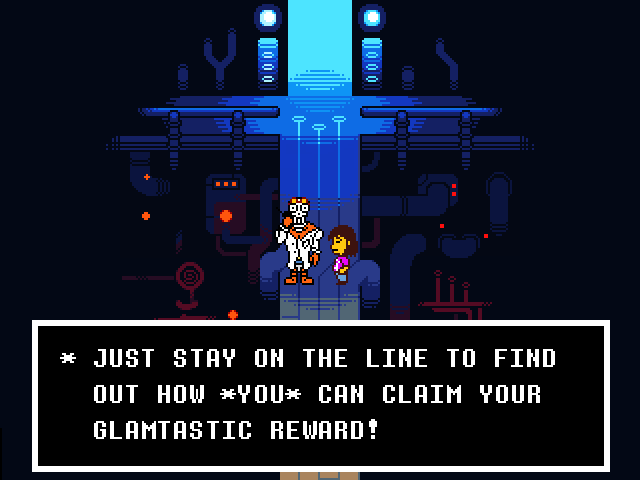 * JUST STAY ON THE LINE TO FIND
OUT HOW *YOU* CAN CLAIM YOUR
GLAMTASTIC REWARD!